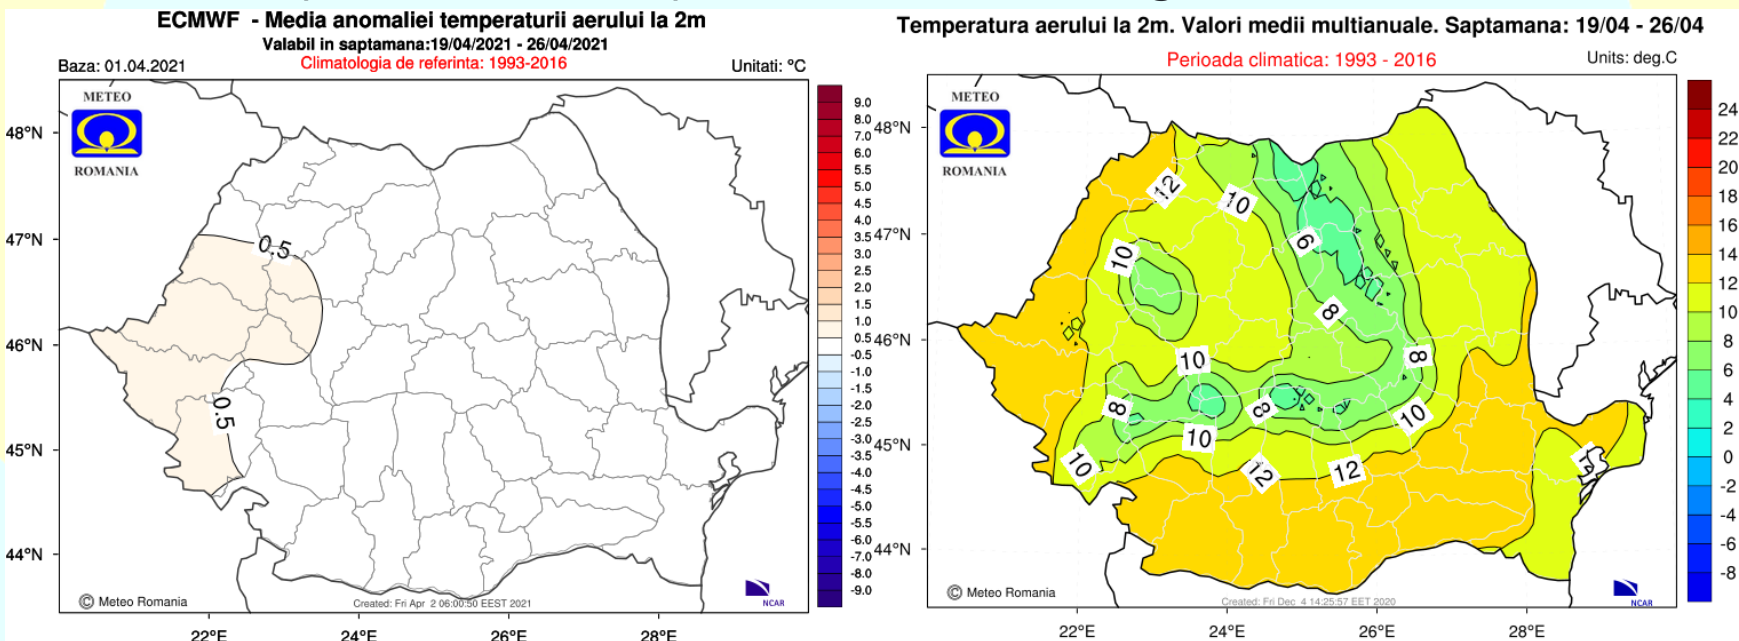 ECMWF - Media anomaliei temperaturii aerului la 2m
Valabil in saptamana:19/04/2021 - 26/04/2021
Baza: 01.04.2021
Climatologia de referinta: 1993-2016
Unitati: °C
METEO
ROMANIA
48°N
47°N
46°N
45°N
44°N
0.5
0.5
9.0
8.0
7.0
6.0
5.5
5.0
4.5
4.0
3.5
3.0
2.5
2.0
1.5
1.0
0.5
-0.5
-1.0
-1.5
-2.0
-2.5
-3.0
-3.5
-4.0
-4.5
-5.0
-5.5
-6.0
-7.0
-8.0
-9.0
© Meteo Romania
Created: Fri Apr 2 06:00:50 EEST 2021
NCAR
22°E
24°E
26°E
28°E
Temperatura aerului la 2m. Valori medii multianuale. Saptamana: 19/04 - 26/04
Perioada climatica: 1993 - 2016
Units: deg.C
METEO
ROMANIA
48°N
47°N
46°N
45°N
44°N
12
10
6
10
8
10
8
8
8
10
10
10
12
12
24
22
20
18
16
14
12
10
8
6
4
2
0
-2
-4
-6
-8
© Meteo Romania
Created: Fri Dec 4 14:25:57 EET 2020
NCAR
22°E
24°E
26°E
28°E